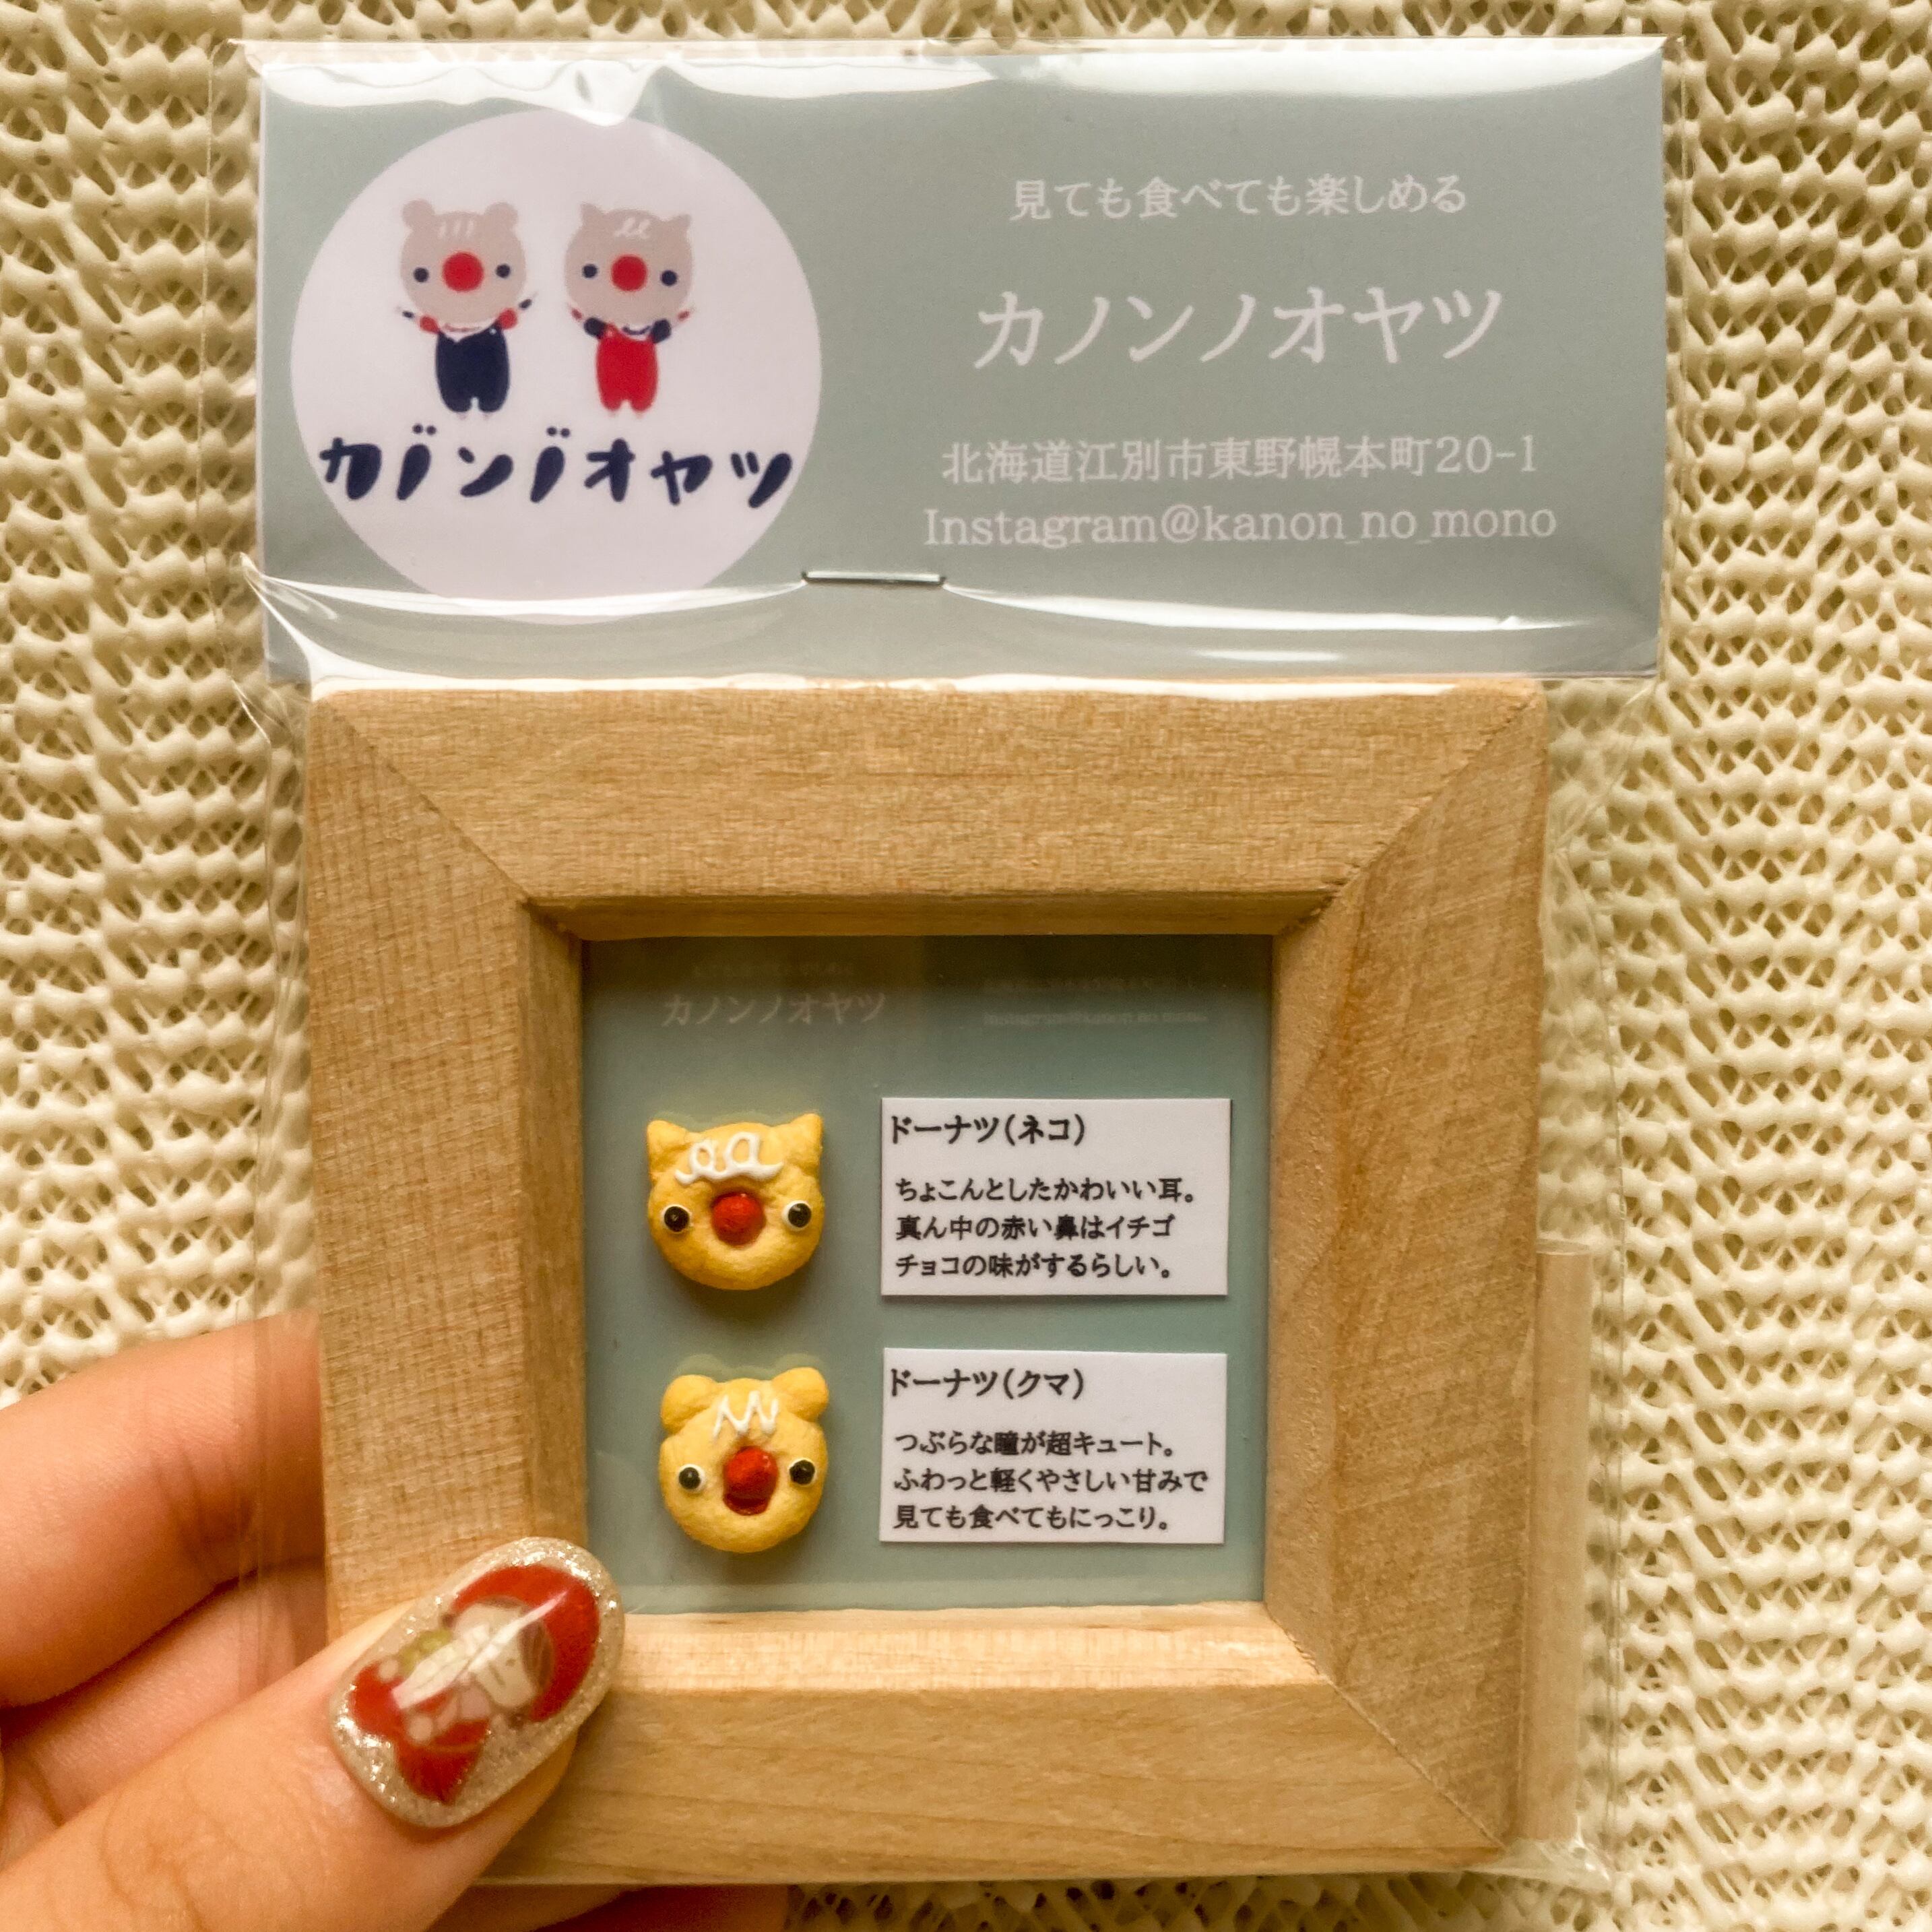 カノンノオヤツ
見ても食べても楽しめる
カノンノオヤツ
北海道江別市東野幌本町20-1
Instagram@kanon_no_mono
カノンノオヤツ
ドーナツ(ネコ)
ちょこんとしたかわいい耳。
真ん中の赤い鼻はイチゴ
チョコの味がするらしい。
ドーナツ(クマ)
つぶらな瞳が超キュート。
ふわっと軽くやさしい甘みで
見ても食べてもにっこり。